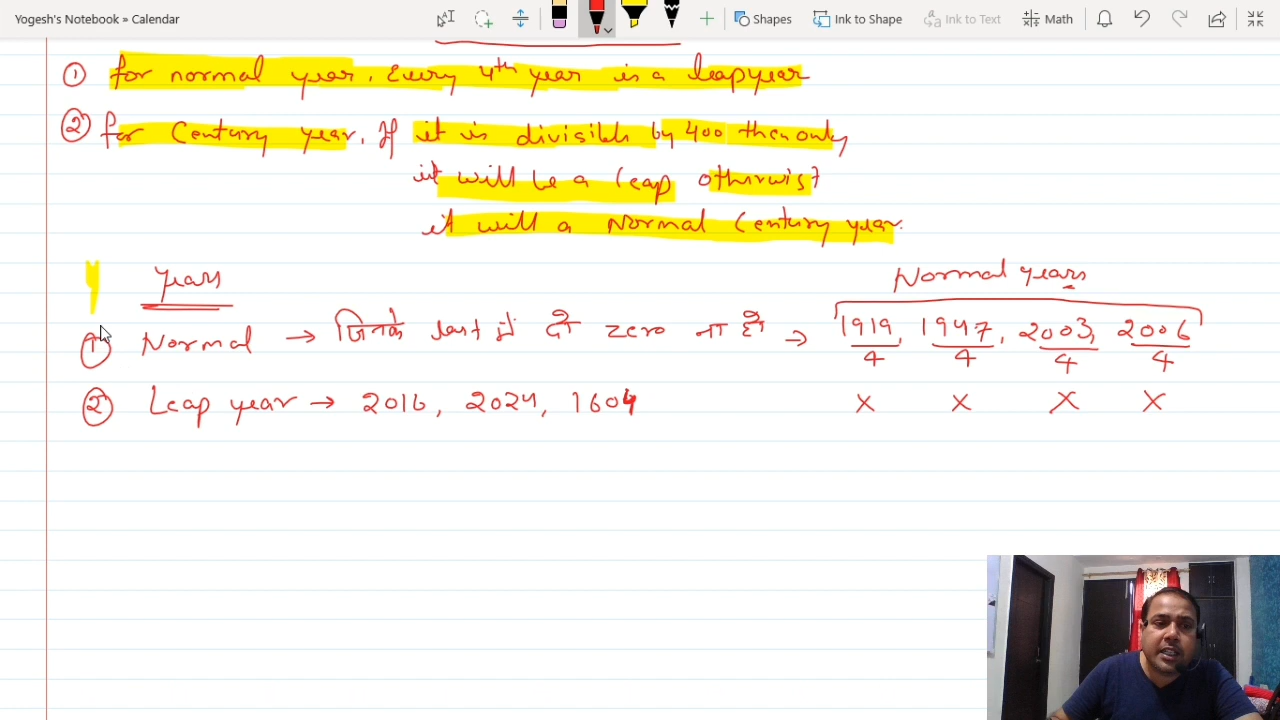 Yogesh's Notebook » Calendar
Shapes Ink to Shape Ink to Text Math
① for normal year, Every 4th year is a leap year
② for Century year, If it is divisible by 400 then only
it will be a leap otherwise
it will a Normal Century year.
Years
Normal years
① Normal → जिनके last में दो zero ना हो → 1919/4, 1947/4, 2003/4, 2006/4
② Leap year → 2016, 2024, 1604 × × × ×